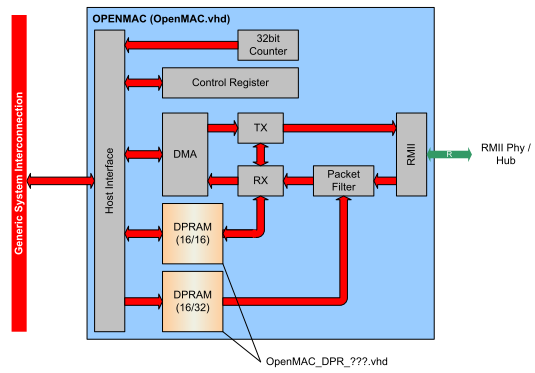 OPENMAC (OpenMAC.vhd)
32bit
Counter
Control Register
TX
DMA
RX
Packet
Filter
RMII
R
RMII Phy /
Hub
Generic System Interconnection
Host Interface
DPRAM
(16/16)
DPRAM
(16/32)
OpenMAC_DPR_???.vhd